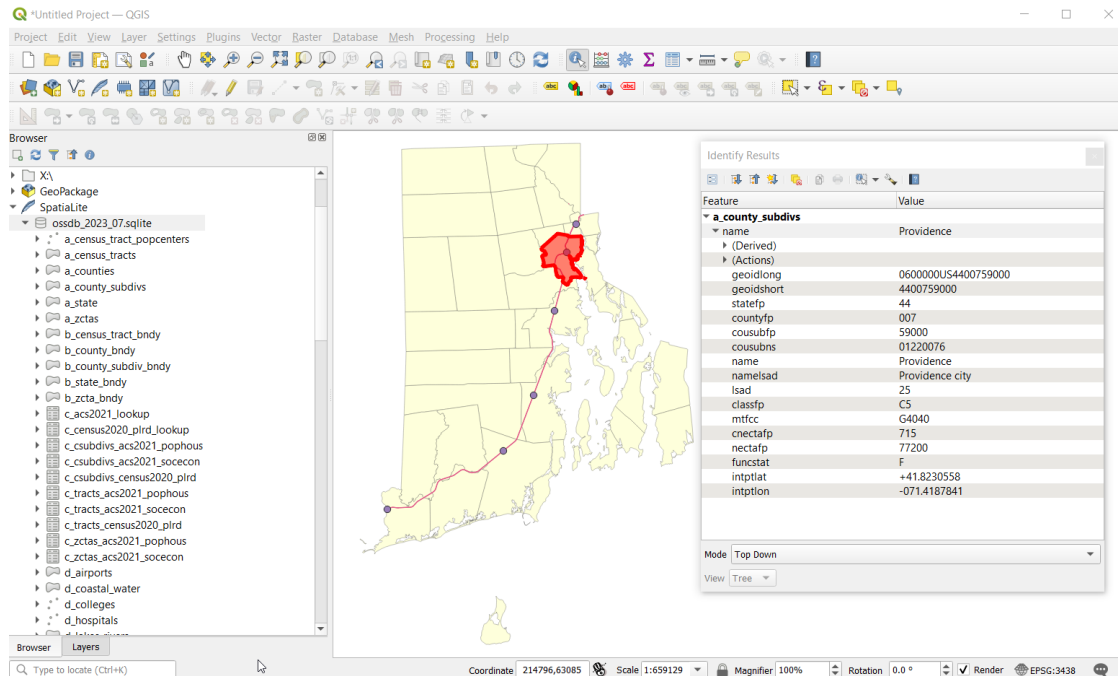 *Untitled Project — QGIS
Project Edit View Layer Settings Plugins Vector Raster Database Mesh Processing Help
abc abc ab abc
Browser
X:\
GeoPackage
SpatiaLite
ossdb_2023_07.sqlite
a_census_tract_popcenters
a_census_tracts
a_counties
a_county_subdivs
a_state
a_zctas
b_census_tract_bndy
b_county_bndy
b_county_subdiv_bndy
b_state_bndy
b_zcta_bndy
c_acs2021_lookup
c_census2020_plrd_lookup
c_csubdivs_acs2021_pophous
c_csubdivs_acs2021_socecon
c_csubdivs_census2020_plrd
c_tracts_acs2021_pophous
c_tracts_acs2021_socecon
c_tracts_census2020_plrd
c_zctas_acs2021_pophous
c_zctas_acs2021_socecon
d_airports
d_coastal_water
d_colleges
d_hospitals
Browser Layers
Type to locate (Ctrl+K)
Identify Results
Feature Value
a_county_subdivs
name Providence
(Derived)
(Actions)
geoidlong 0600000US4400759000
geoidshort 4400759000
statefp 44
countyfp 007
cousubfp 59000
cousubns 01220076
name Providence
namelsad Providence city
lsad 25
classfp C5
mtfcc G4040
cnectafp 715
nectafp 77200
funcstat F
intptlat +41.8230558
intptlon -071.4187841
Mode Top Down
View Tree
Coordinate 214796,63085 Scale 1:659129 Magnifier 100% Rotation 0.0 ° Render EPSG:3438